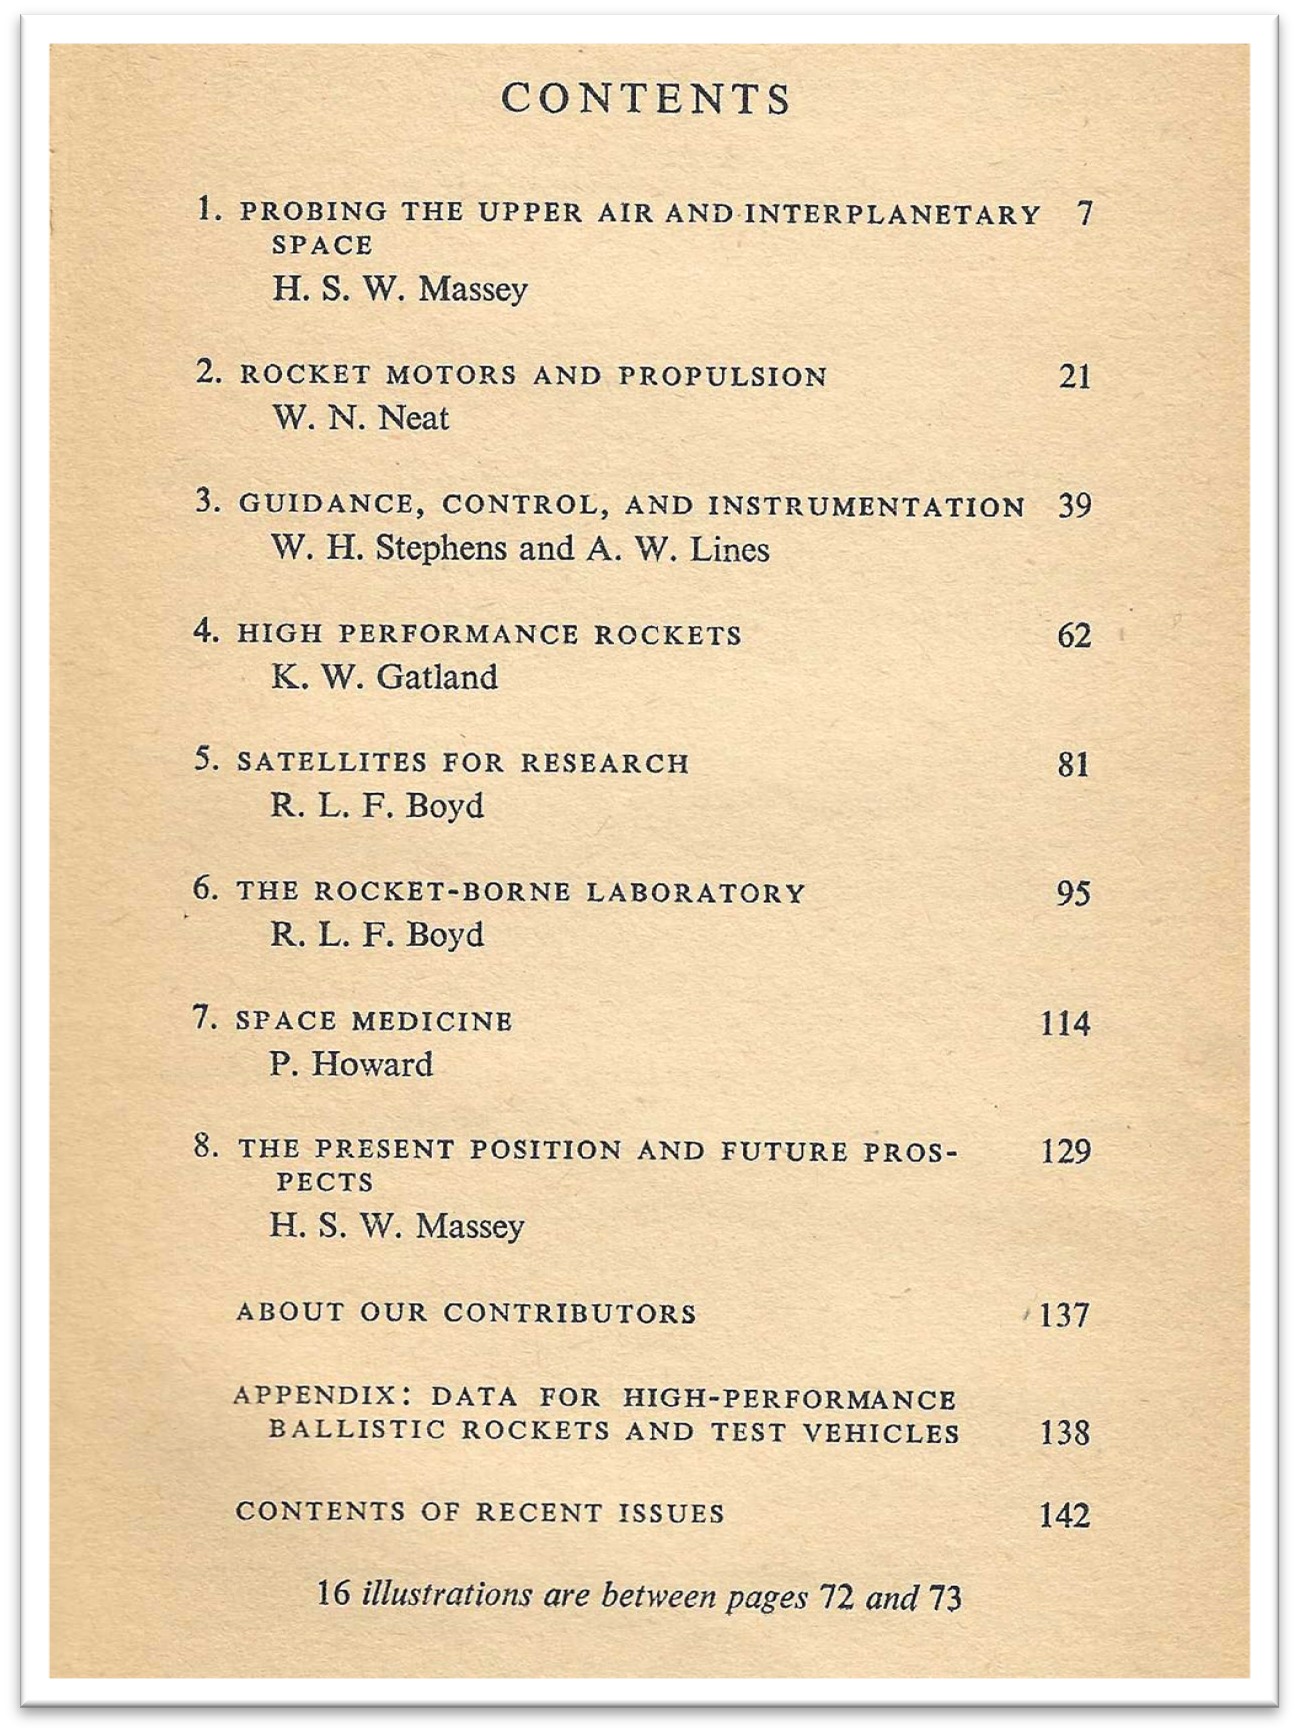 CONTENTS
1. PROBING THE UPPER AIR AND INTERPLANETARY 7
SPACE
H. S. W. Massey
2. ROCKET MOTORS AND PROPULSION 21
W. N. Neat
3. GUIDANCE, CONTROL, AND INSTRUMENTATION 39
W. H. Stephens and A. W. Lines
4. HIGH PERFORMANCE ROCKETS 62
K. W. Gatland
5. SATELLITES FOR RESEARCH 81
R. L. F. Boyd
6. THE ROCKET-BORNE LABORATORY 95
R. L. F. Boyd
7. SPACE MEDICINE 114
P. Howard
8. THE PRESENT POSITION AND FUTURE PROS- 129
PECTS
H. S. W. Massey
ABOUT OUR CONTRIBUTORS 137
APPENDIX: DATA FOR HIGH-PERFORMANCE
BALLISTIC ROCKETS AND TEST VEHICLES 138
CONTENTS OF RECENT ISSUES 142
16 illustrations are between pages 72 and 73